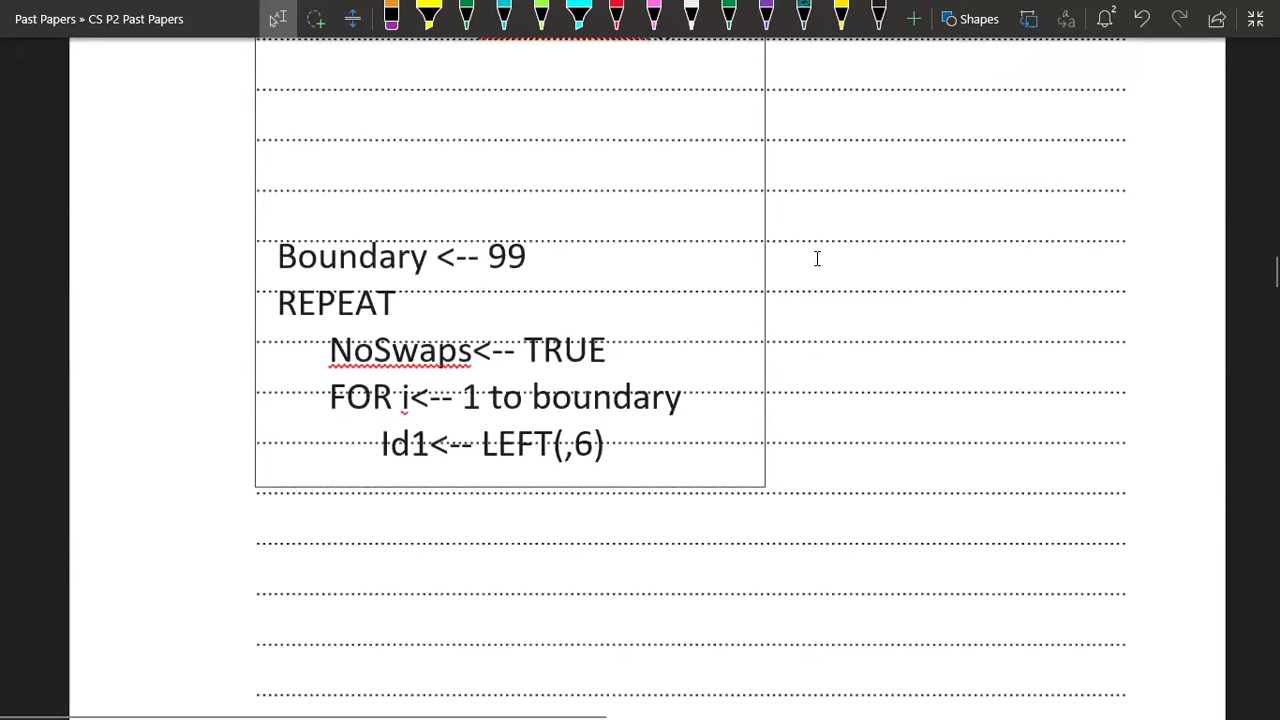 Past Papers » CS P2 Past Papers
Shapes
2
Boundary <-- 99
REPEAT
NoSwaps<-- TRUE
FOR i<-- 1 to boundary
Id1<-- LEFT(,6)